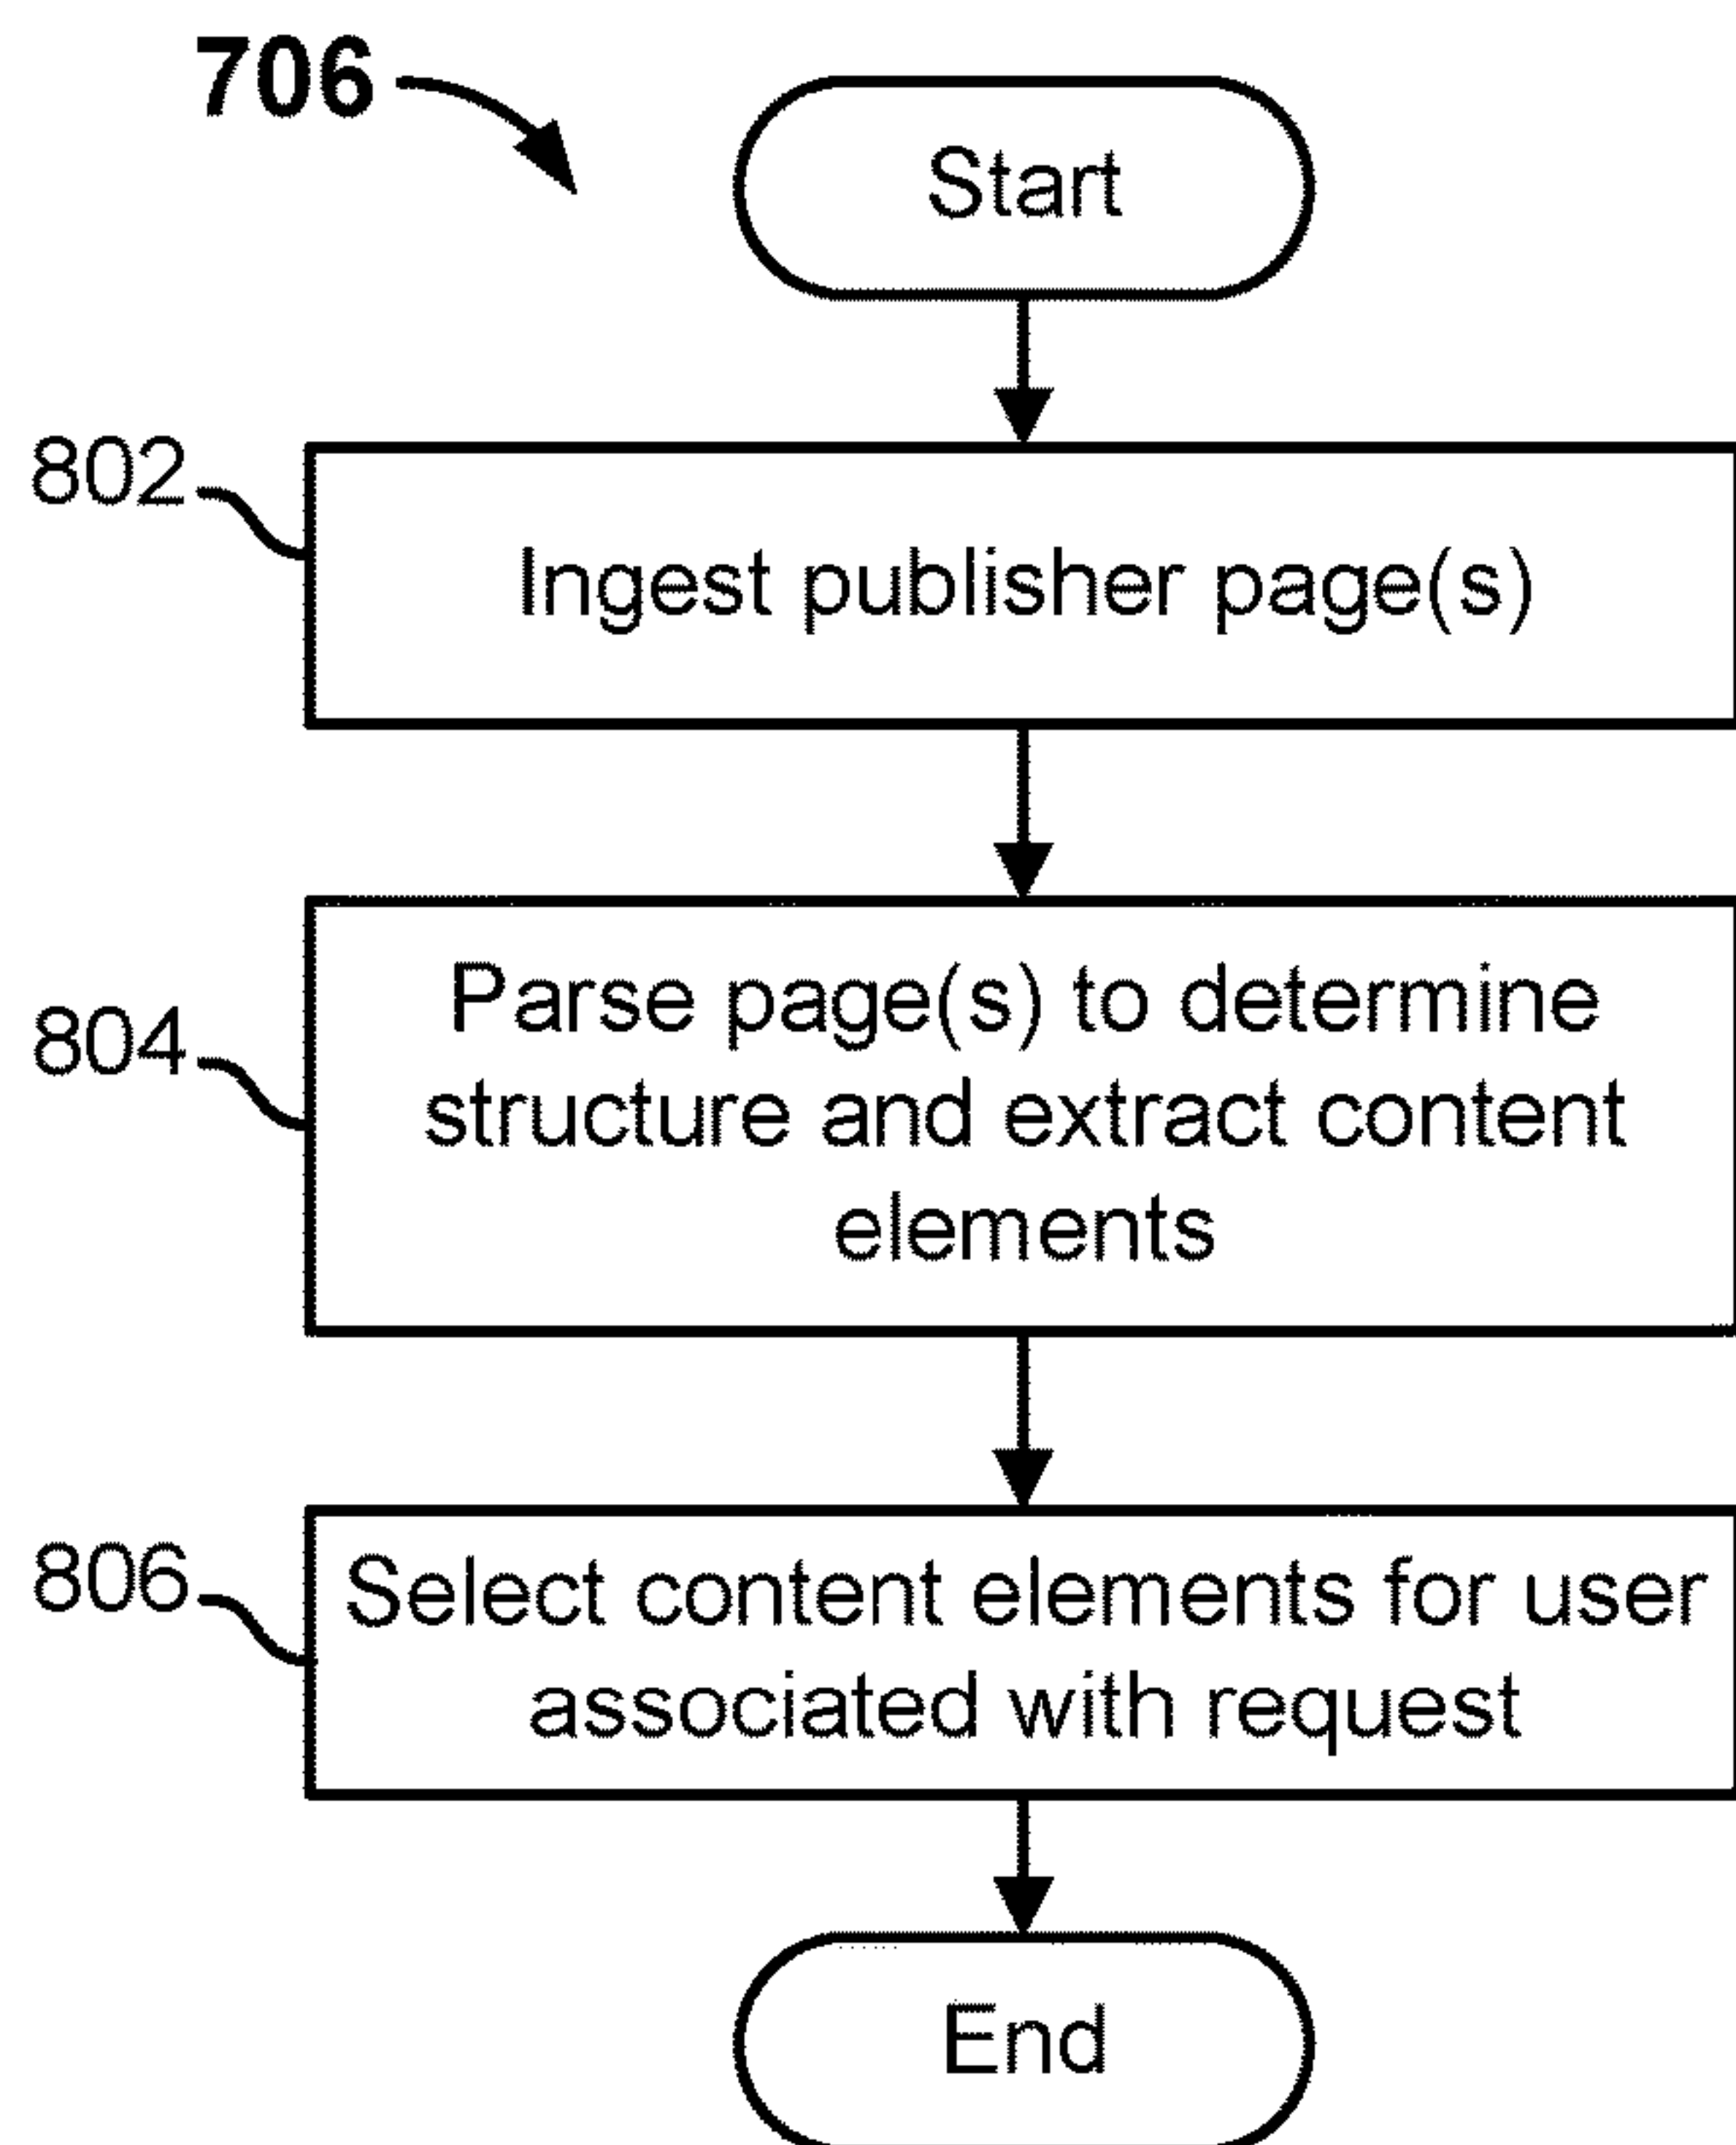 706
Start
802
Ingest publisher page(s)
804
Parse page(s) to determine
structure and extract content
elements
806
Select content elements for user
associated with request
End